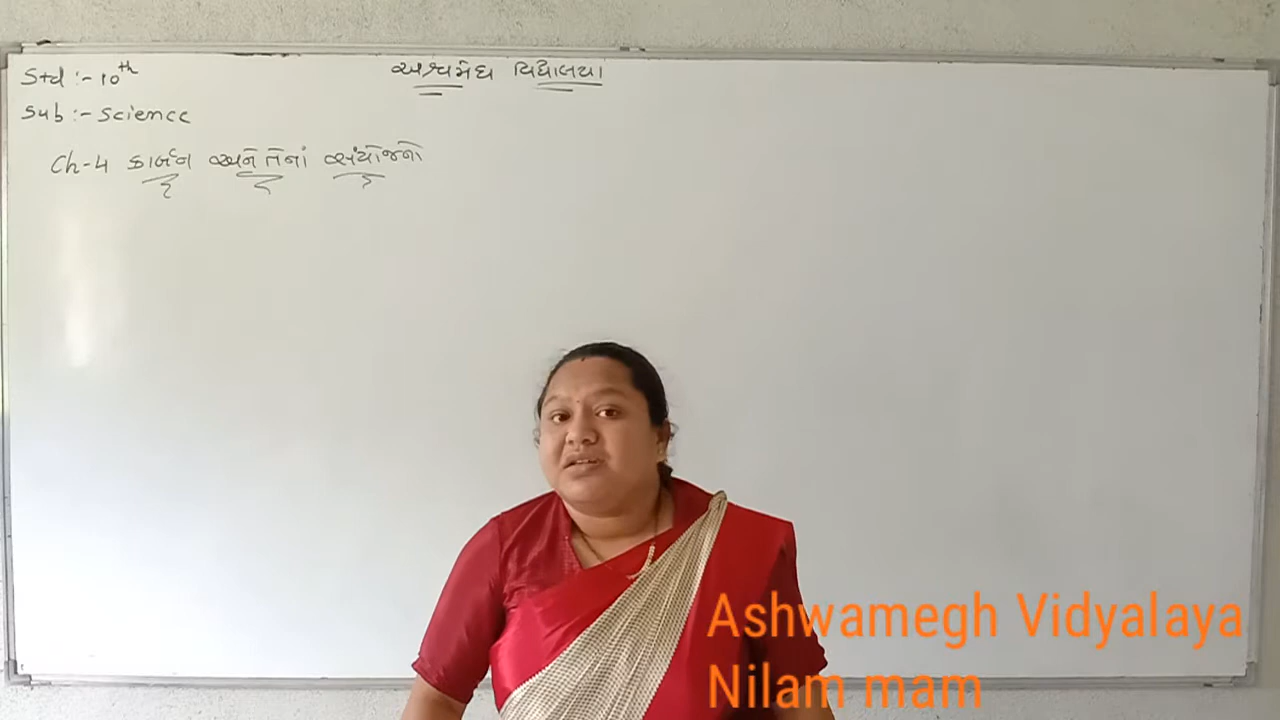 અશ્વમેઘ વિદ્યાલયા
Std :- 10th
Sub :- Science
Ch-4 કાર્બન અને તેનાં સંયોજનો
Ashwamegh Vidyalaya
Nilam mam